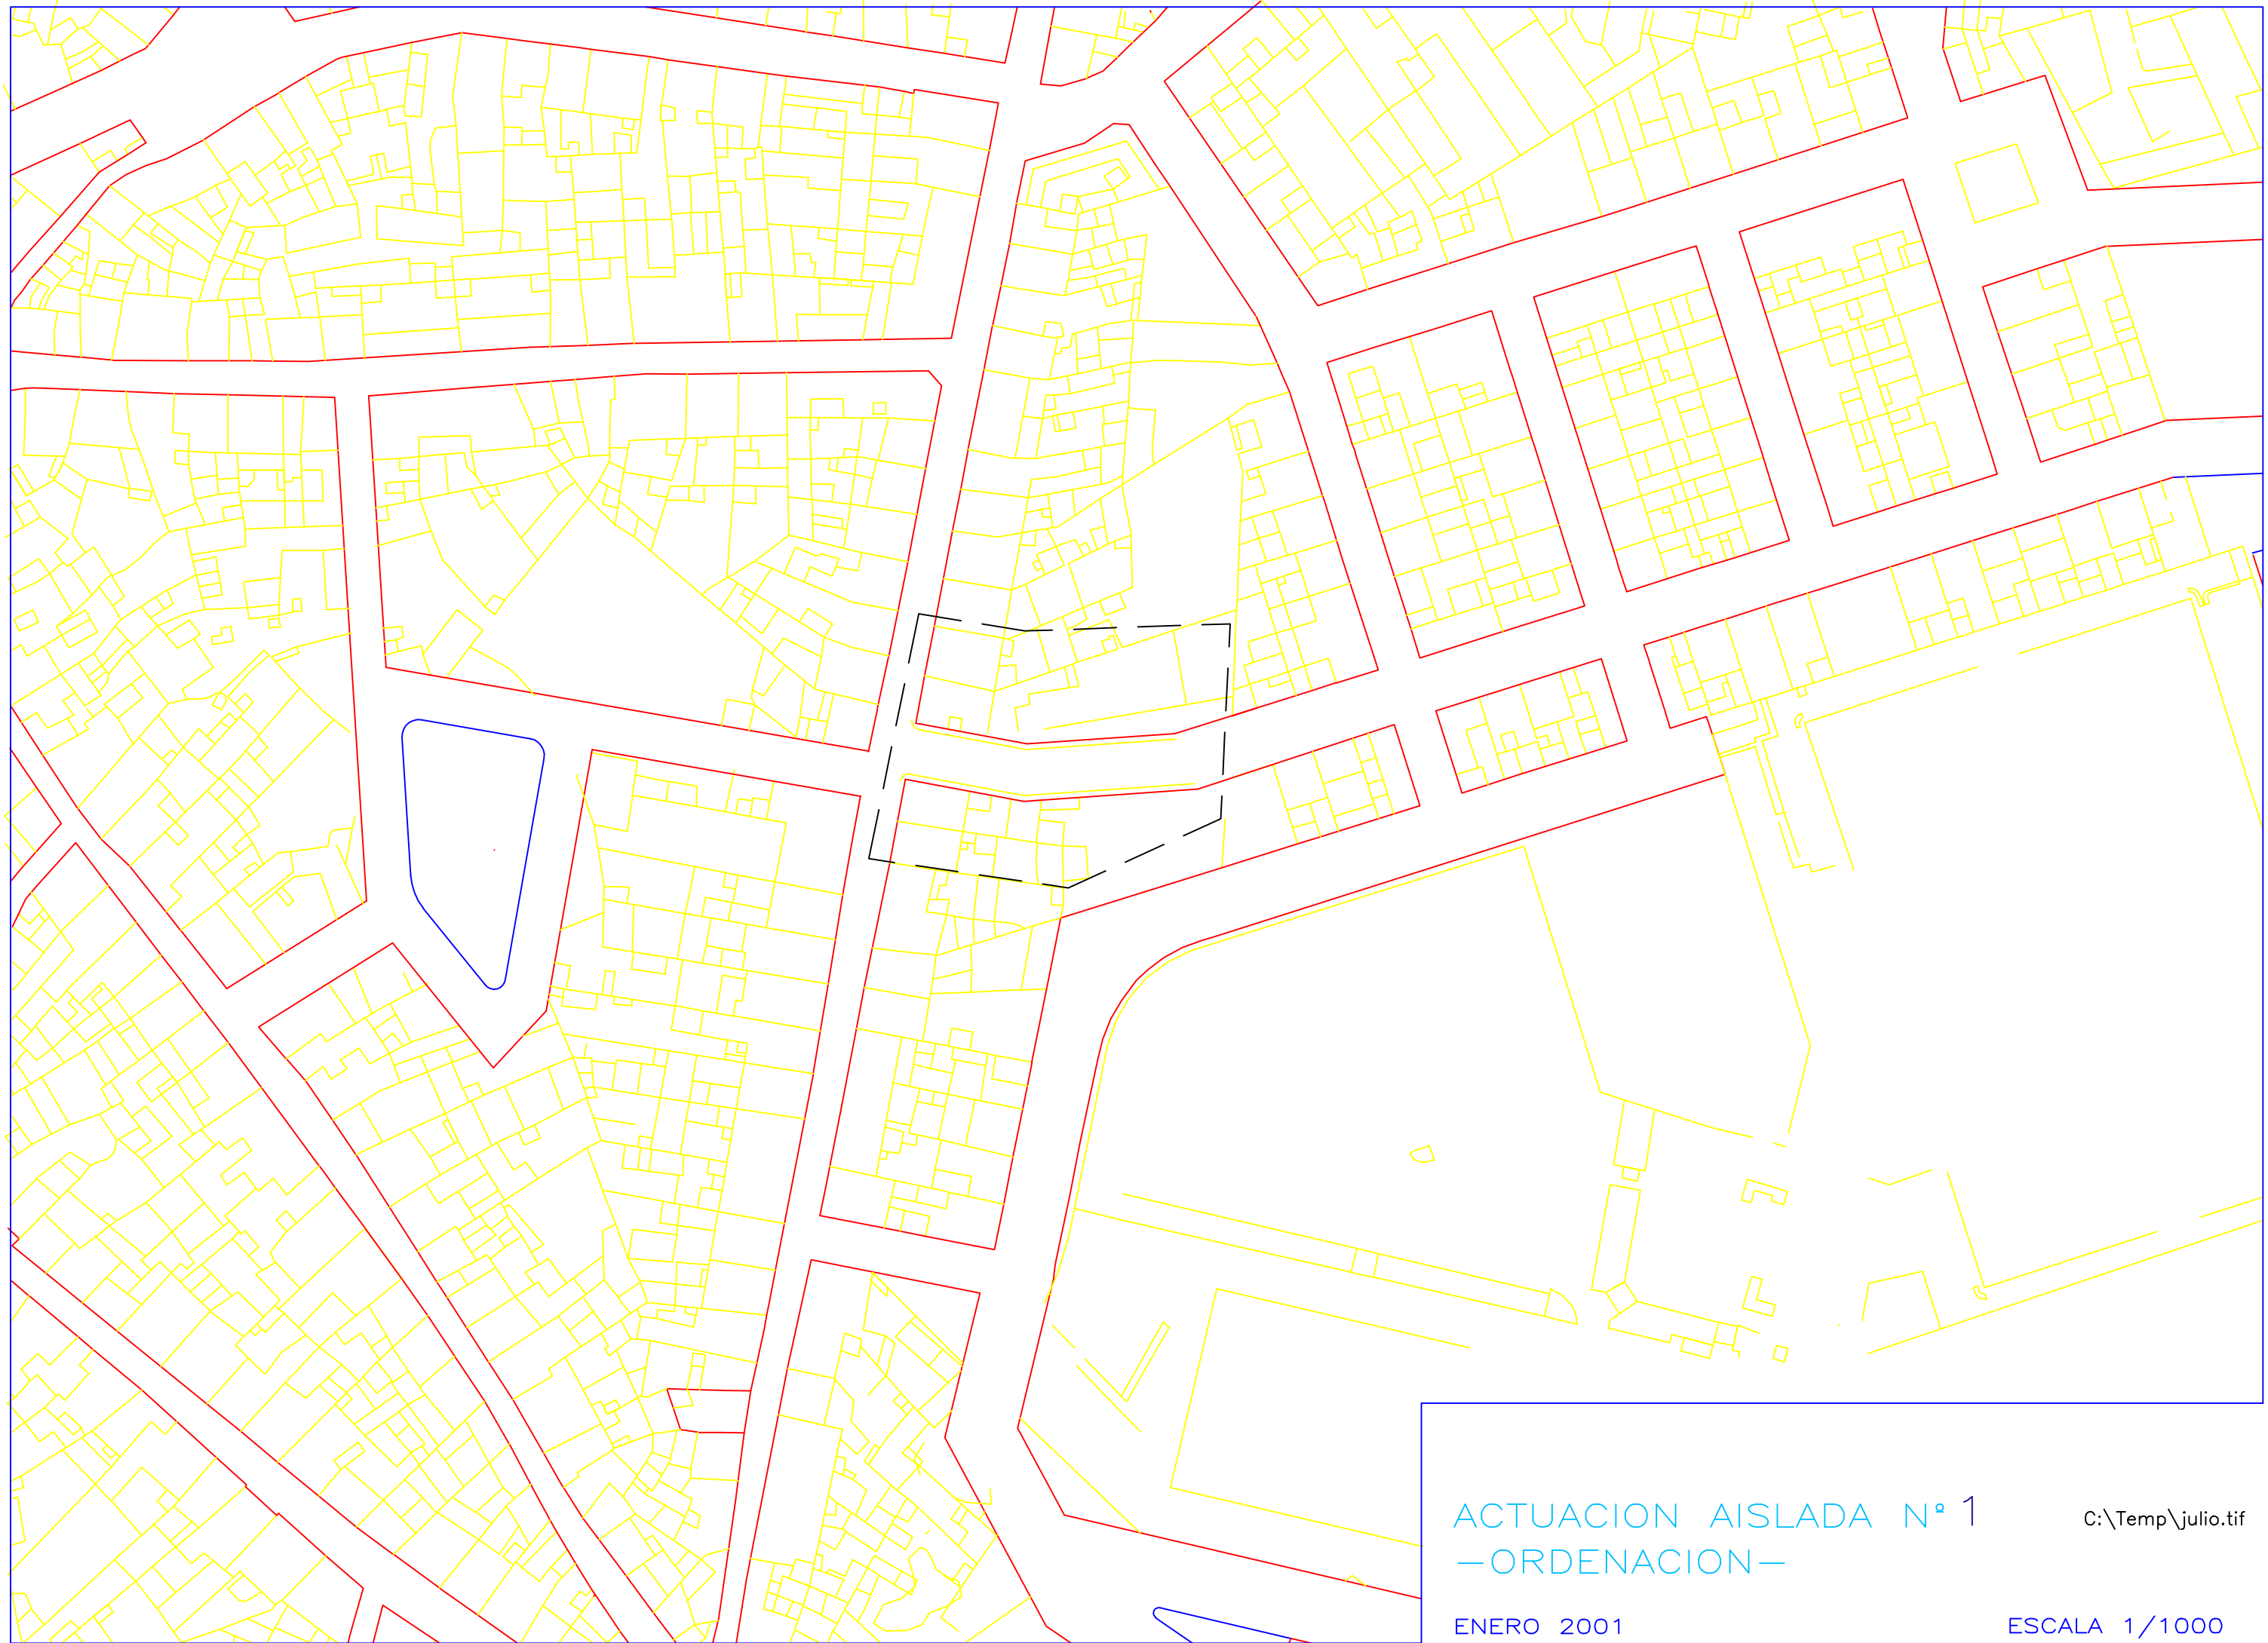 ACTUACION AISLADA Nº 1
C:\Temp\julio.tif
—ORDENACION—
ENERO 2001
ESCALA 1/1000